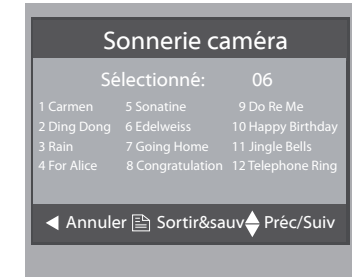 Sonnerie caméra
Sélectionné: 06
1 Carmen 5 Sonatine 9 Do Re Me
2 Ding Dong 6 Edelweiss 10 Happy Birthday
3 Rain 7 Going Home 11 Jingle Bells
4 For Alice 8 Congratulation 12 Telephone Ring
Annuler Sortir&sauv Préc/Suiv